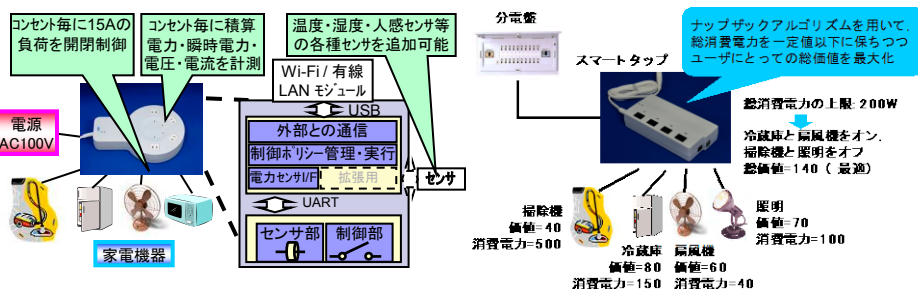 コンセント毎に15Aの
負荷を開閉制御
コンセント毎に積算
電力・瞬時電力・
電圧・電流を計測
温度・湿度・人感センサ等
の各種センサを追加可能
Wi-Fi / 有線
LAN モジュール
USB
外部との通信
制御ポリシー管理・実行
電力センサI/F
拡張用
センサ
UART
センサ部
制御部
電源
AC100V
家電機器
分電盤
スマートタップ
ナップザックアルゴリズムを用いて、
総消費電力を一定値以下に保ちつつ
ユーザにとっての総価値を最大化
総消費電力の上限: 200W
冷蔵庫と扇風機をオン、
掃除機と照明をオフ
総価値=140 ( 最適)
掃除機
価値=40
消費電力=500
冷蔵庫
価値=80
消費電力=150
扇風機
価値=60
消費電力=40
照明
価値=70
消費電力=100